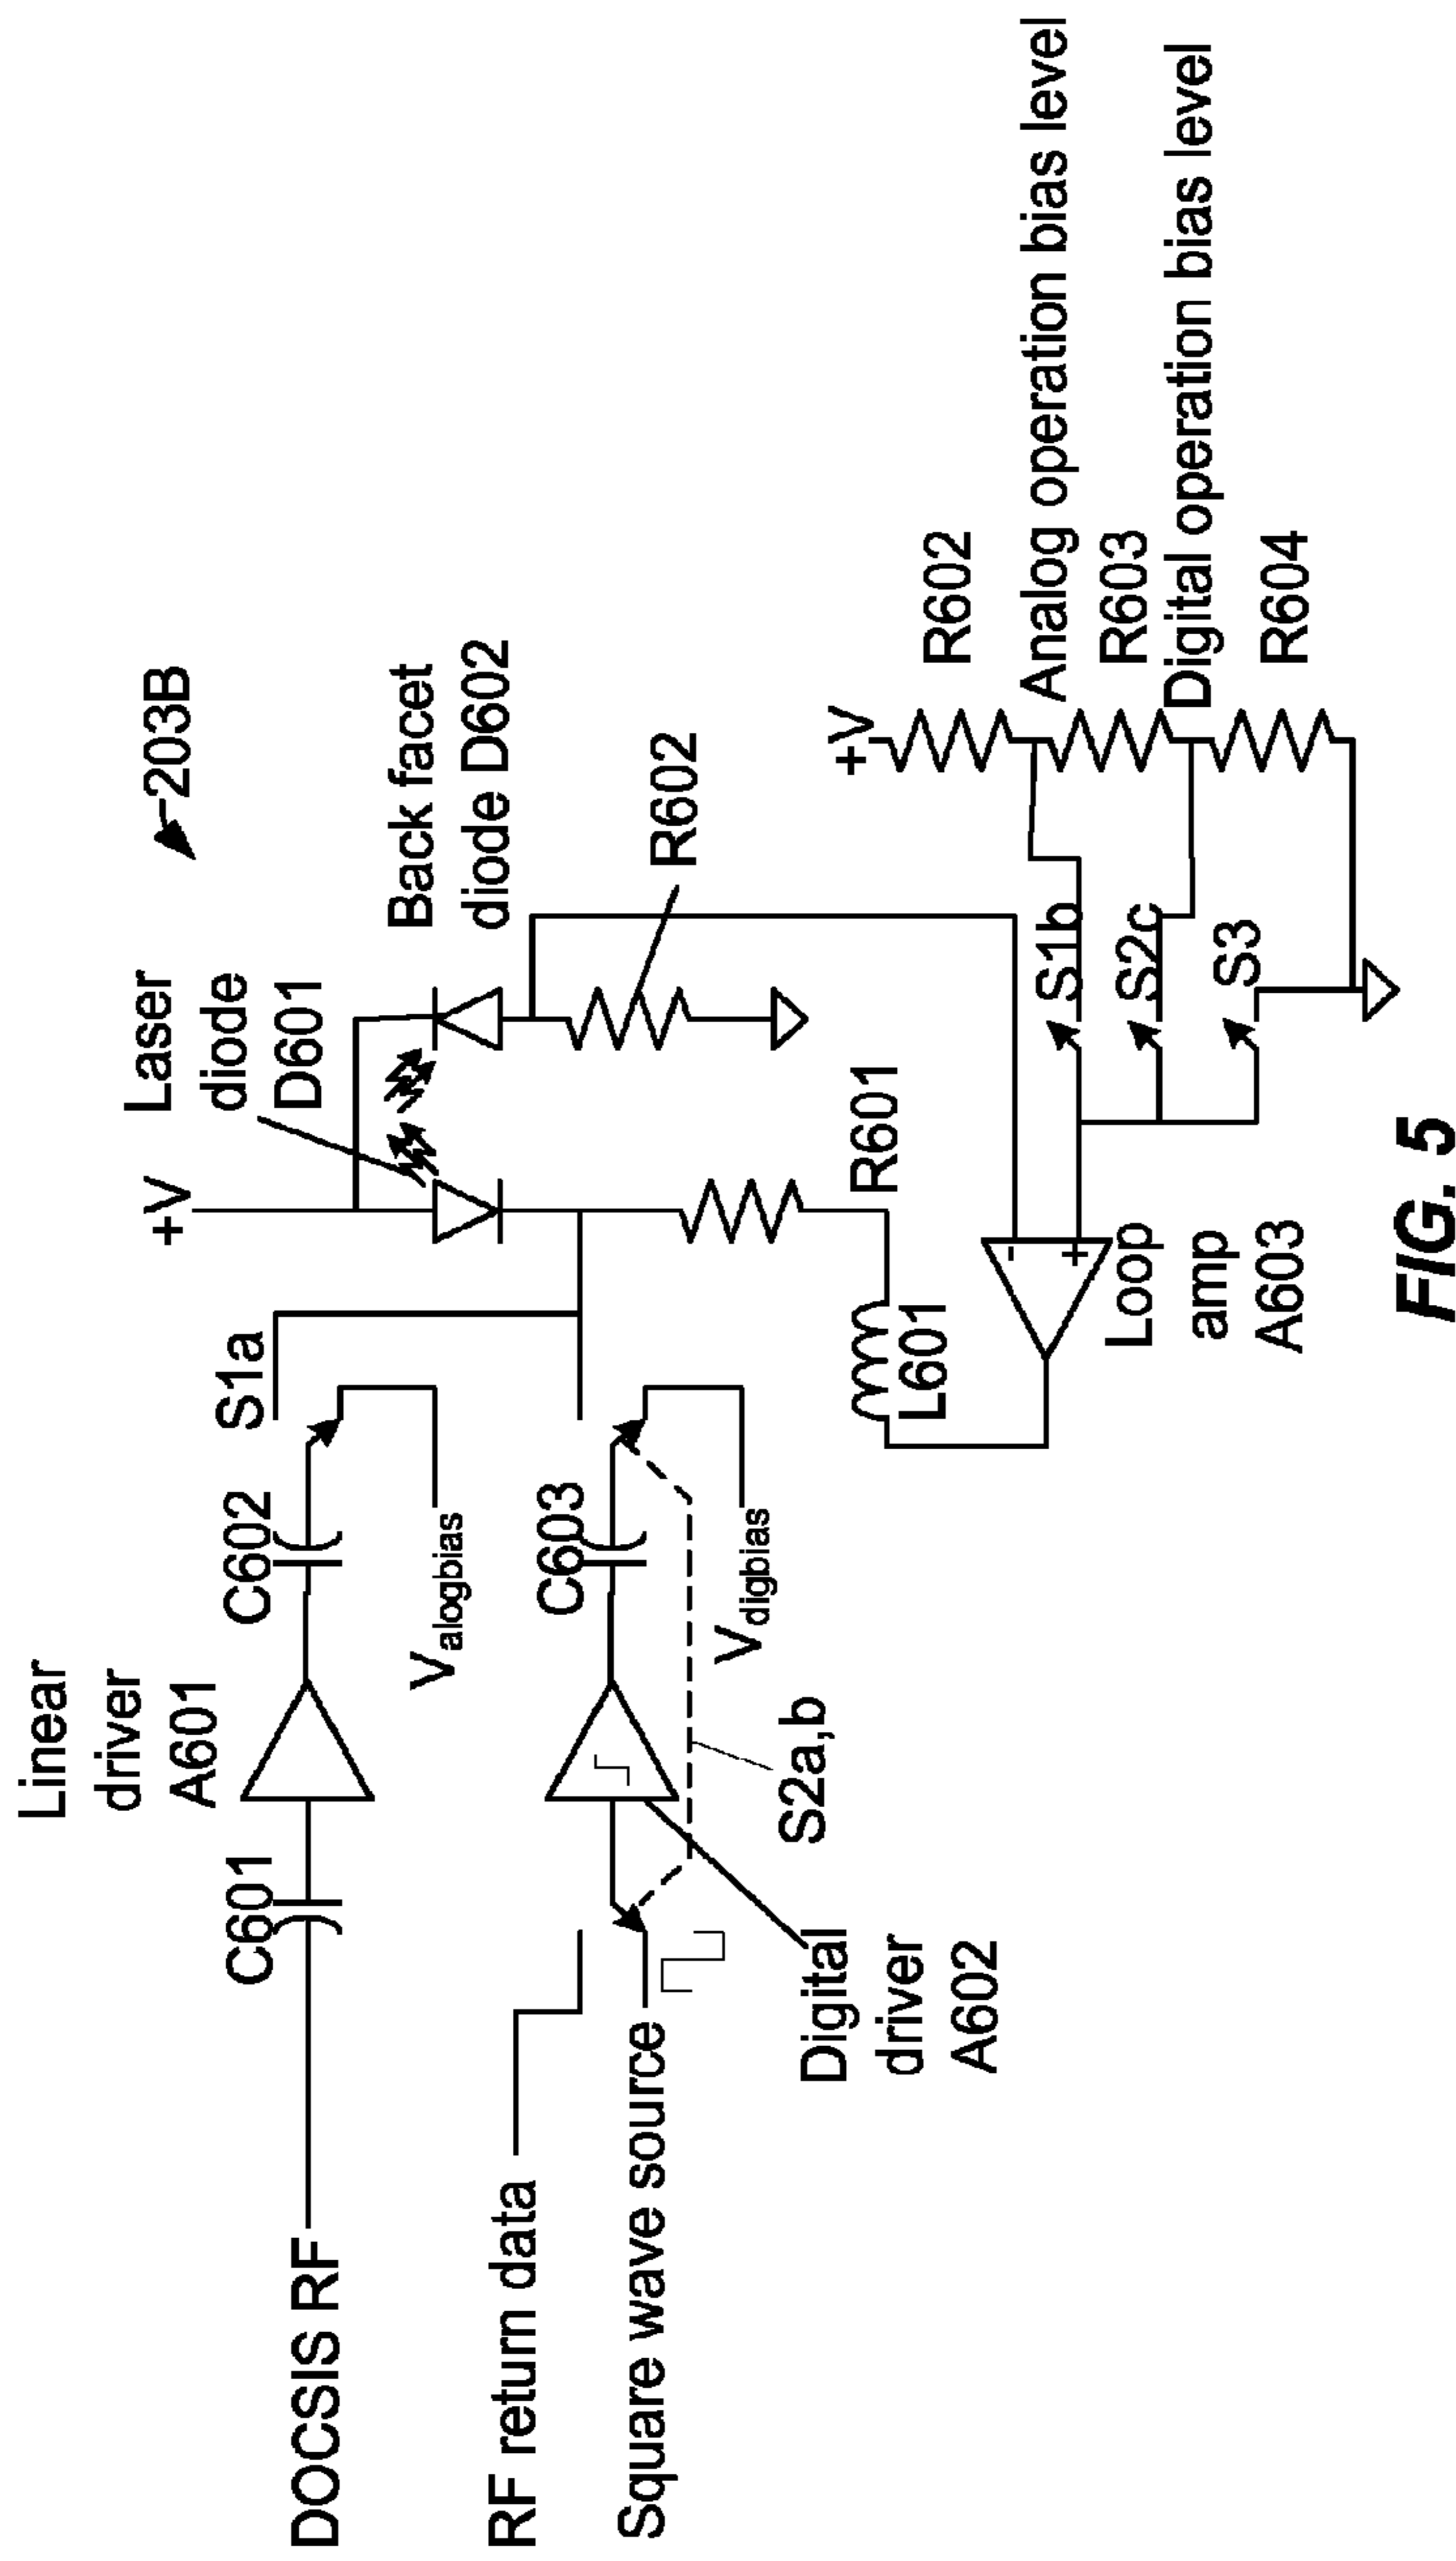 203B
Linear
driver
A601
C601
C602
S1a
DOCSIS RF
Valogbias
+V
Laser
diode
D601
Back facet
diode D602
R602
RF return data
Square wave source
C603
Vdigbias
S2a,b
Digital
driver
A602
R601
L601
Loop
amp
A603
-
+
S1b
S2c
S3
+V
R602
Analog operation bias level
R603
Digital operation bias level
R604
FIG. 5